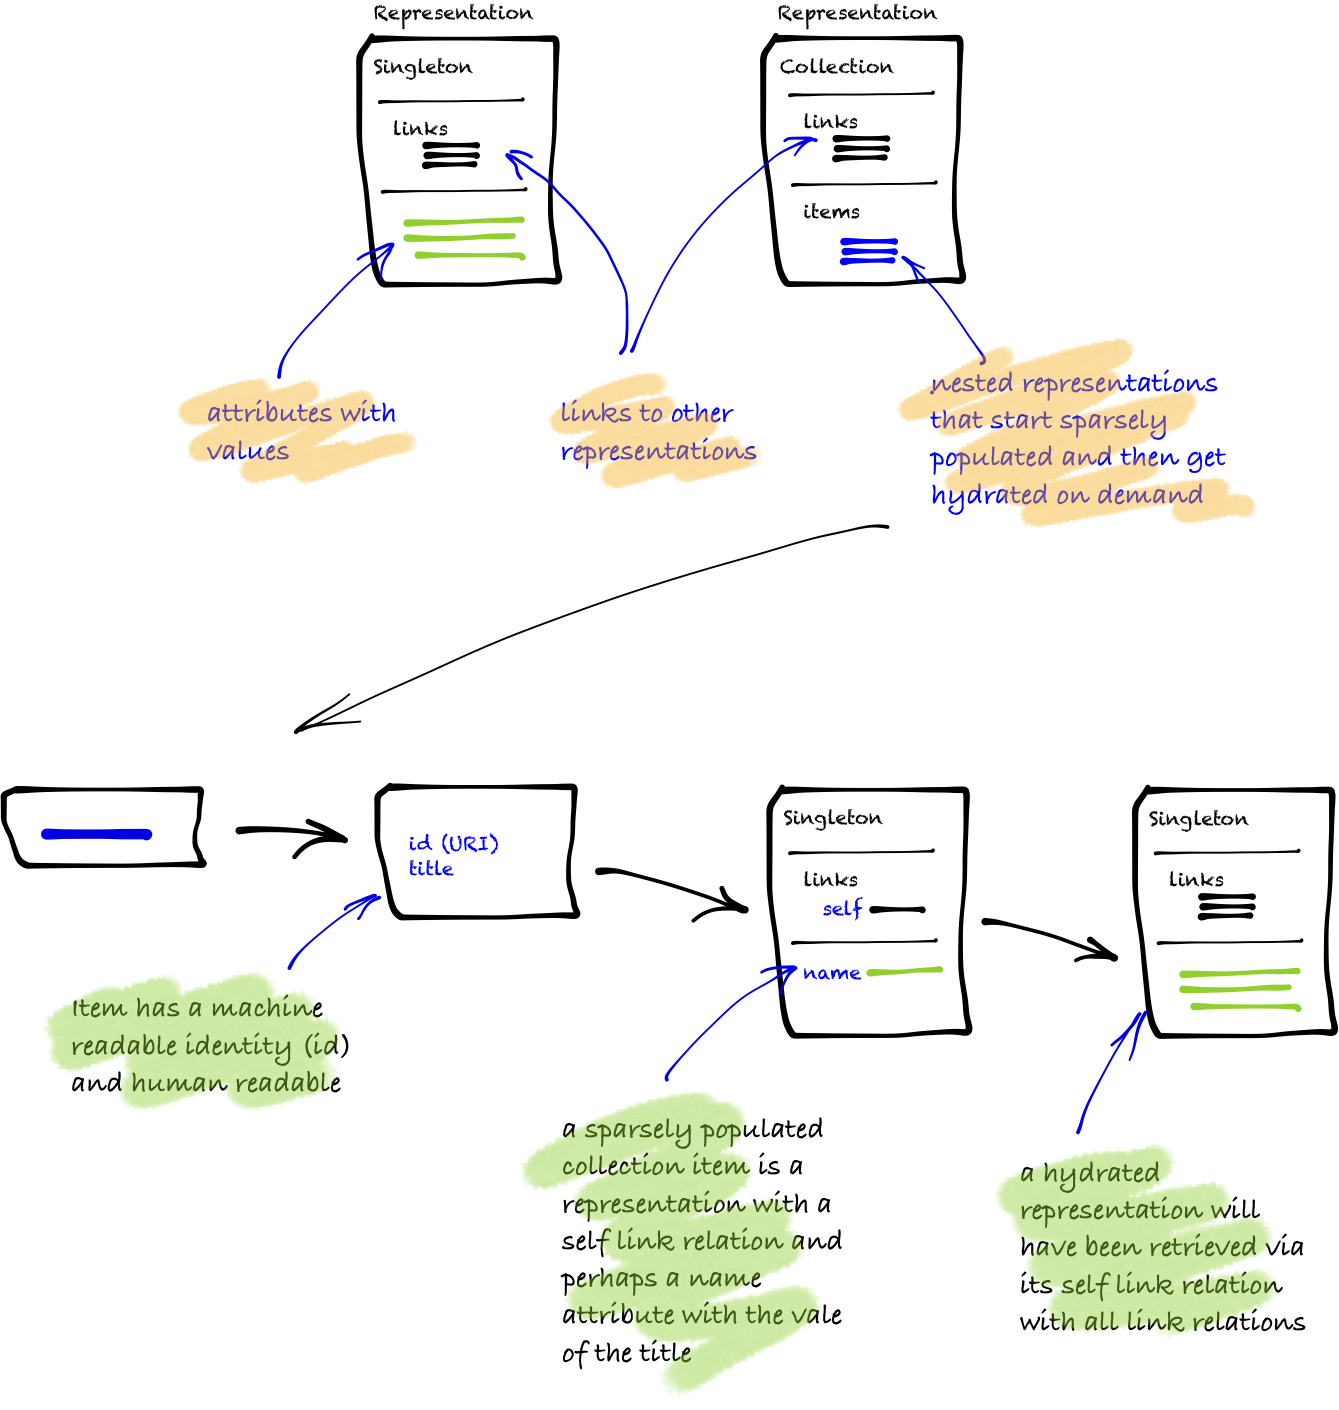 Representation
Representation
Singleton
links
Collection
links
items
attributes with
values
links to other
representations
nested representations
that start sparsely
populated and then get
hydrated on demand
id (URI)
title
Singleton
links
self
name
Singleton
links
Item has a machine
readable identity (id)
and human readable
a sparsely populated
collection item is a
representation with a
self link relation and
perhaps a name
attribute with the vale
of the title
a hydrated
representation will
have been retrieved via
its self link relation
with all link relations